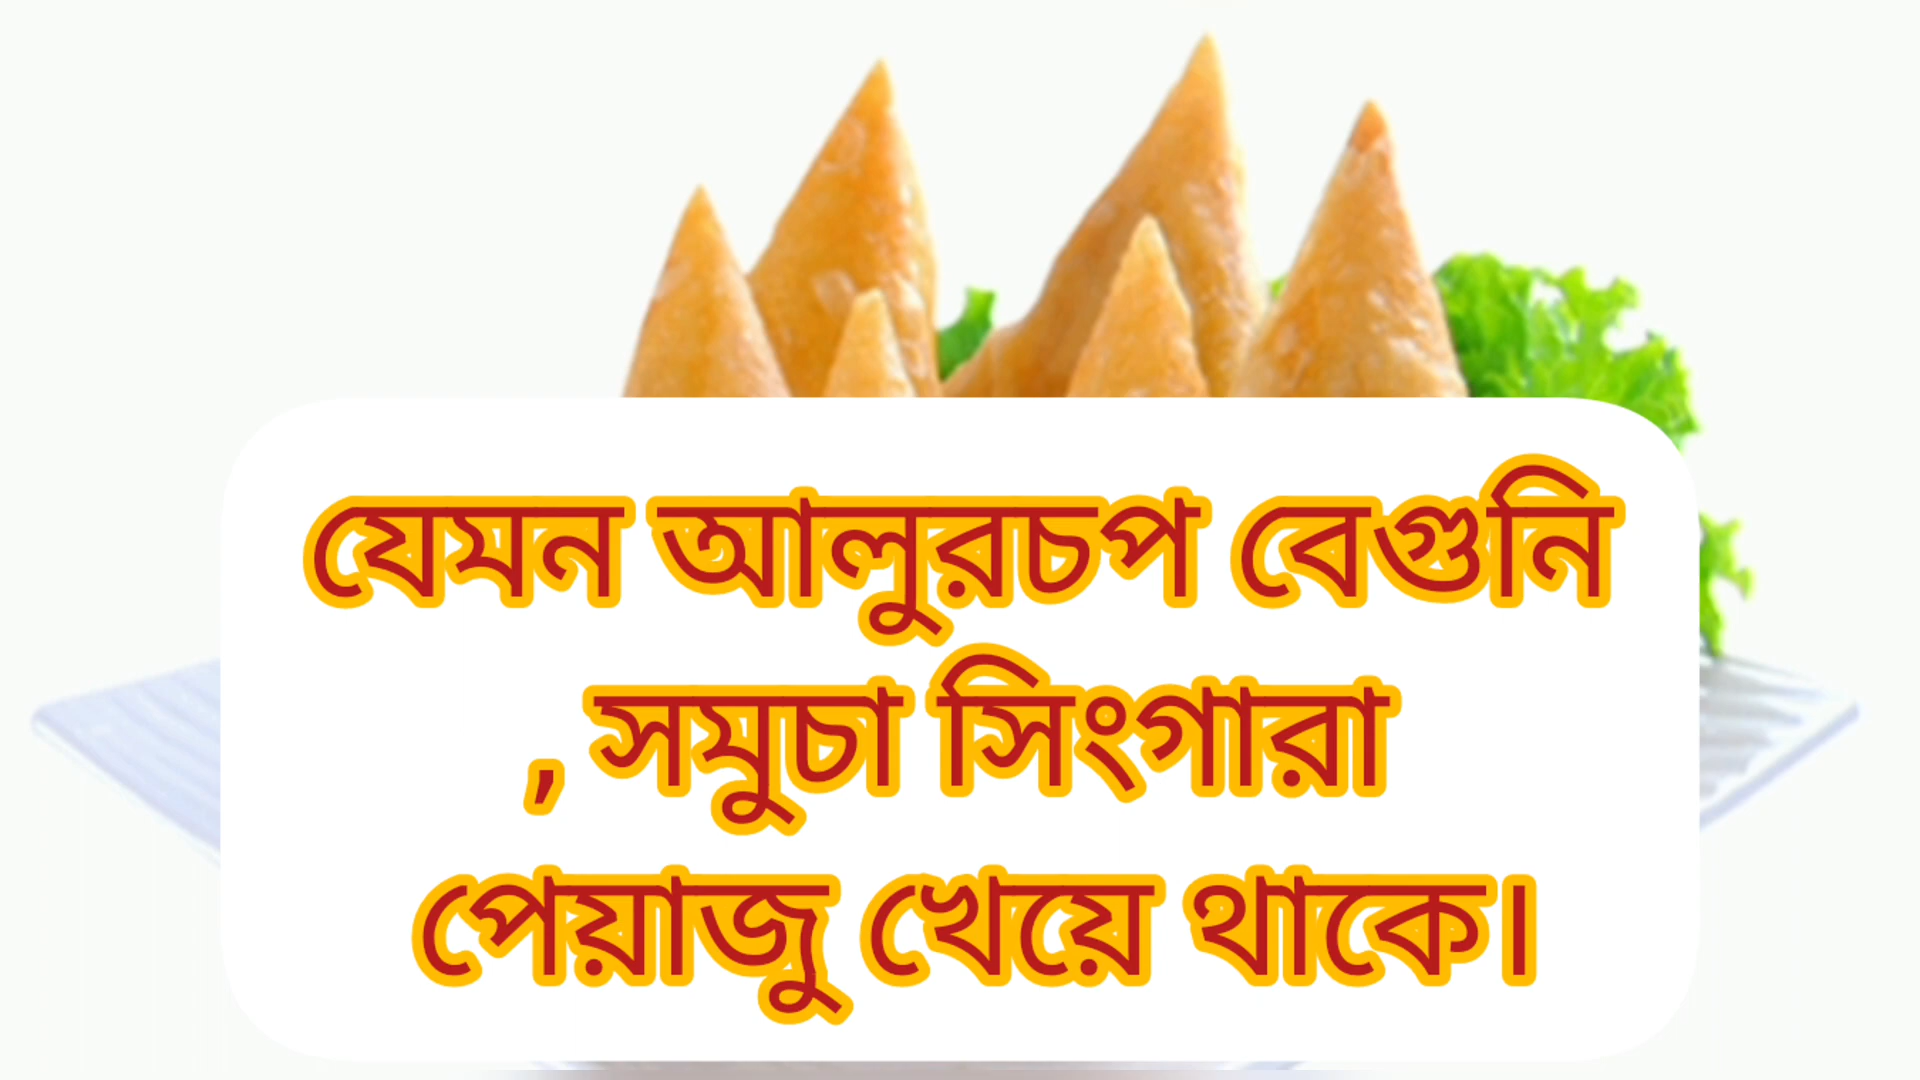 যেমন আলুরচপ বেগুনি
, সমুচা সিংগারা
পেয়াজু খেয়ে থাকে।